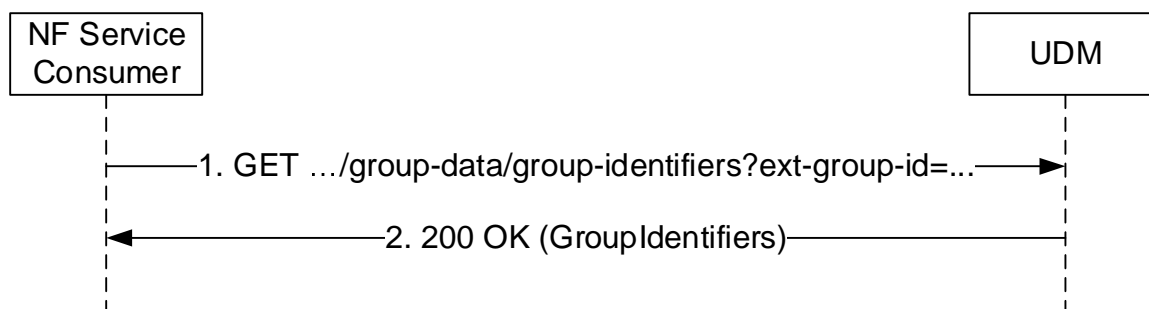 NF Service
Consumer
UDM
1. GET …/group-data/group-identifiers?ext-group-id=...
2. 200 OK (GroupIdentifiers)